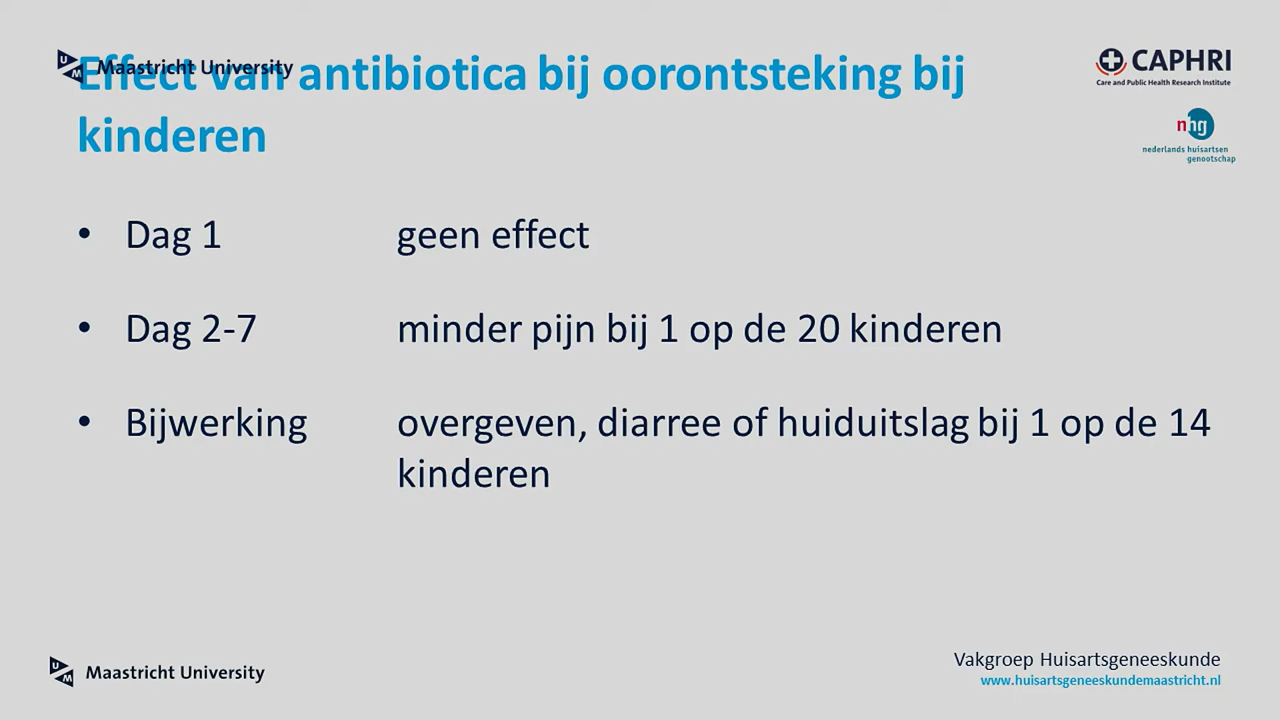 Effect van antibiotica bij oorontsteking bij
Maastricht University
kinderen
CAPHRI
Care and Public Health Research Institute
nhg
nederlands huisartsen
genootschap
• Dag 1 geen effect
• Dag 2-7 minder pijn bij 1 op de 20 kinderen
• Bijwerking overgeven, diarree of huiduitslag bij 1 op de 14
kinderen
UM Maastricht University
Vakgroep Huisartsgeneeskunde
www.huisartsgeneeskundemaastricht.nl